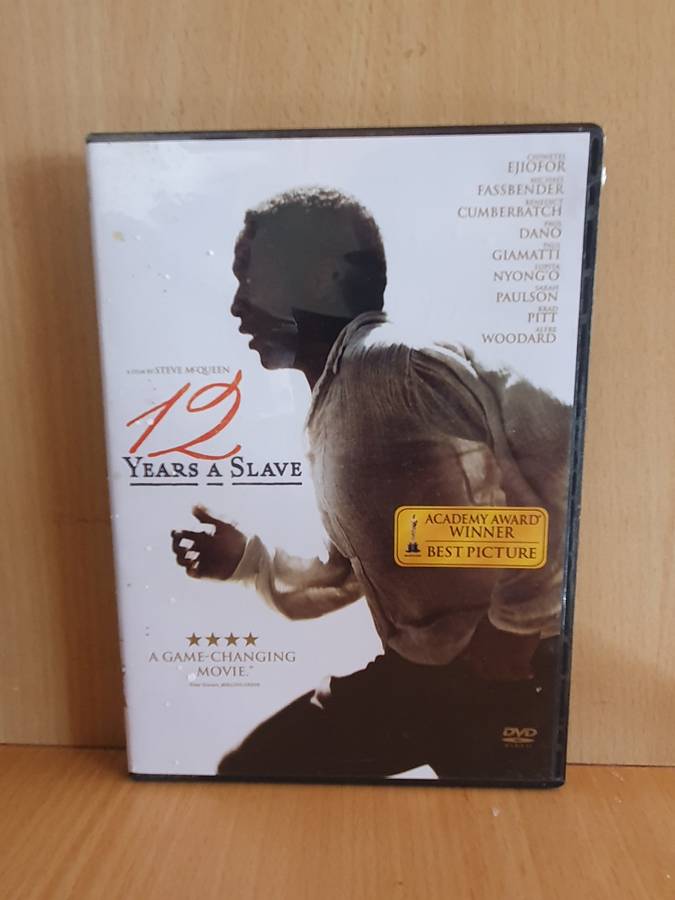 CHIWETEL
EJIOFOR
MICHAEL
FASSBENDER
BENEDICT
CUMBERBATCH
PAUL
DANO
PAUL
GIAMATTI
LUPITA
NYONG'O
SARAH
PAULSON
BRAD
PITT
ALFRE
WOODARD
A FILM BY STEVE McQUEEN
12
YEARS A SLAVE
ACADEMY AWARD®
WINNER
BEST PICTURE
★★★★
A GAME-CHANGING
MOVIE."
DVD
VIDEO